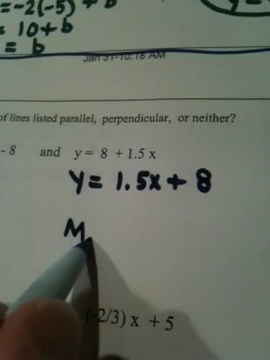 =-2(-5) + b
= 10+b
= b
Jan 31-10:18 AM
of lines listed parallel, perpendicular, or neither?
- 8 and y = 8 + 1.5 x
y = 1.5x + 8
M
(-2/3) x + 5